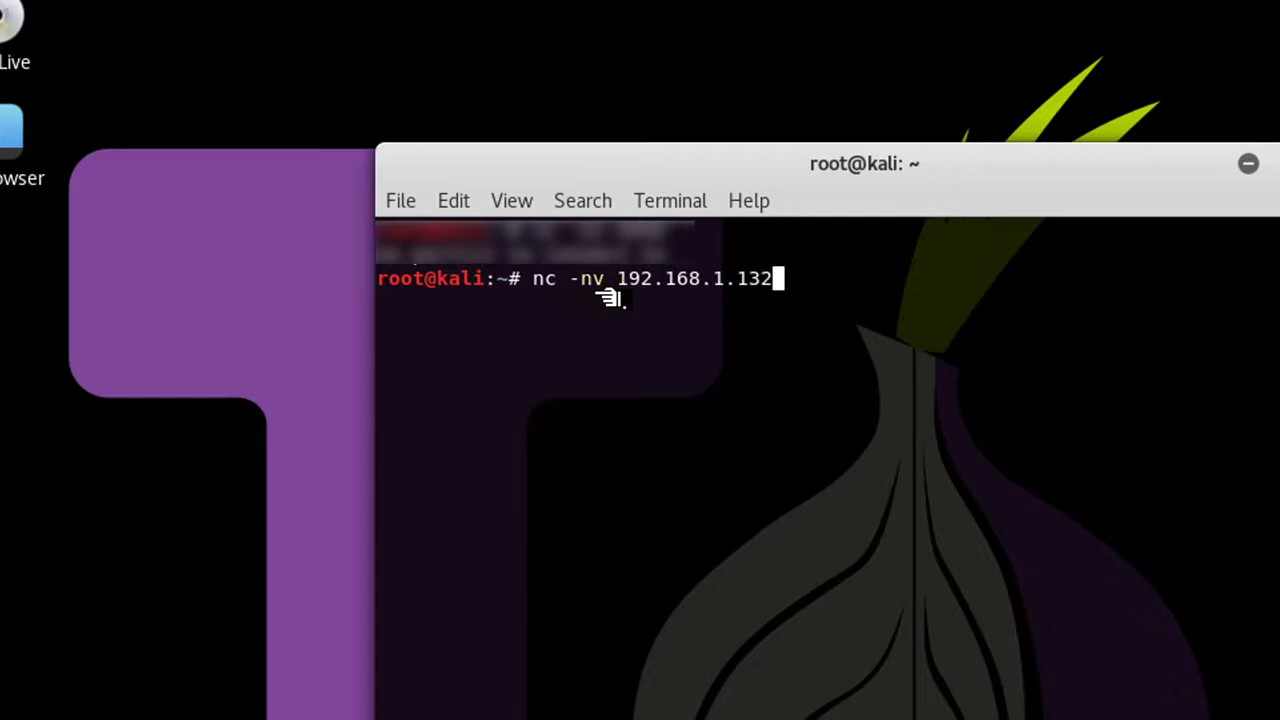 Live
owser
root@kali: ~
File Edit View Search Terminal Help
root@kali:~# nc -nv 192.168.1.132